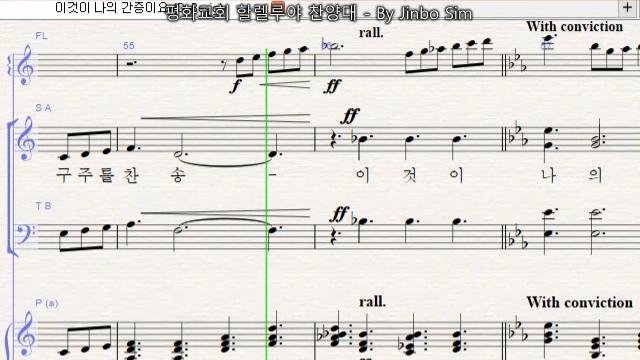 이것이 나의 간증이요
평화교회 할렐루야 찬양대 - By Jinbo Sim
rall.
With conviction
FL
55
f
ff
S A
ff
구 주 를 찬 송 - 이 것 이 나 의
T B
ff
rall.
With conviction
P (a)